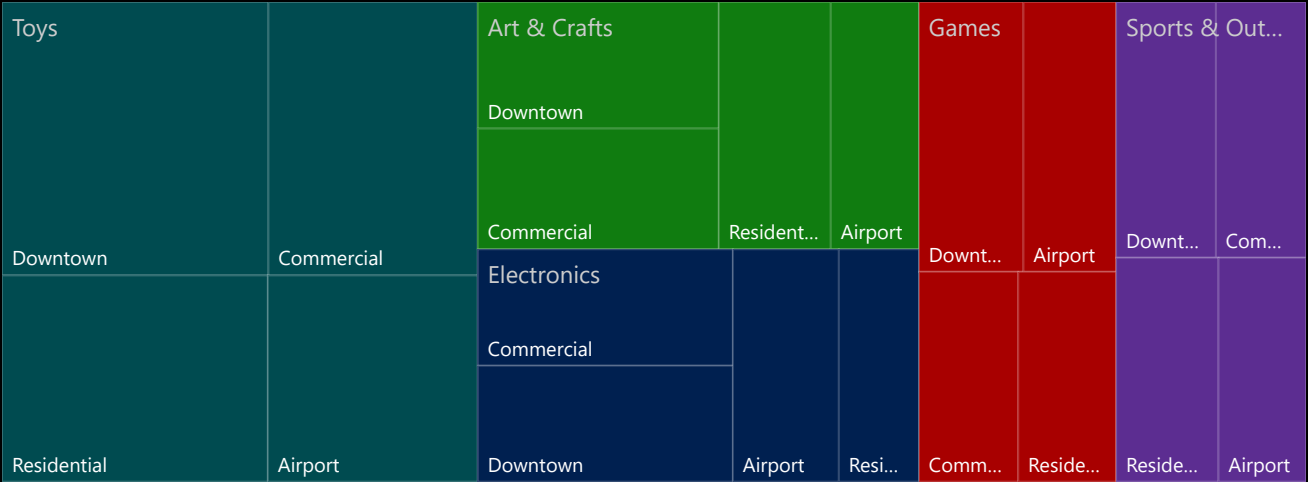 Toys
Downtown
Commercial
Residential
Airport
Art & Crafts
Downtown
Commercial
Resident...
Airport
Electronics
Commercial
Downtown
Airport
Resi...
Games
Downt...
Airport
Comm...
Reside...
Sports & Out...
Downt...
Com...
Reside...
Airport